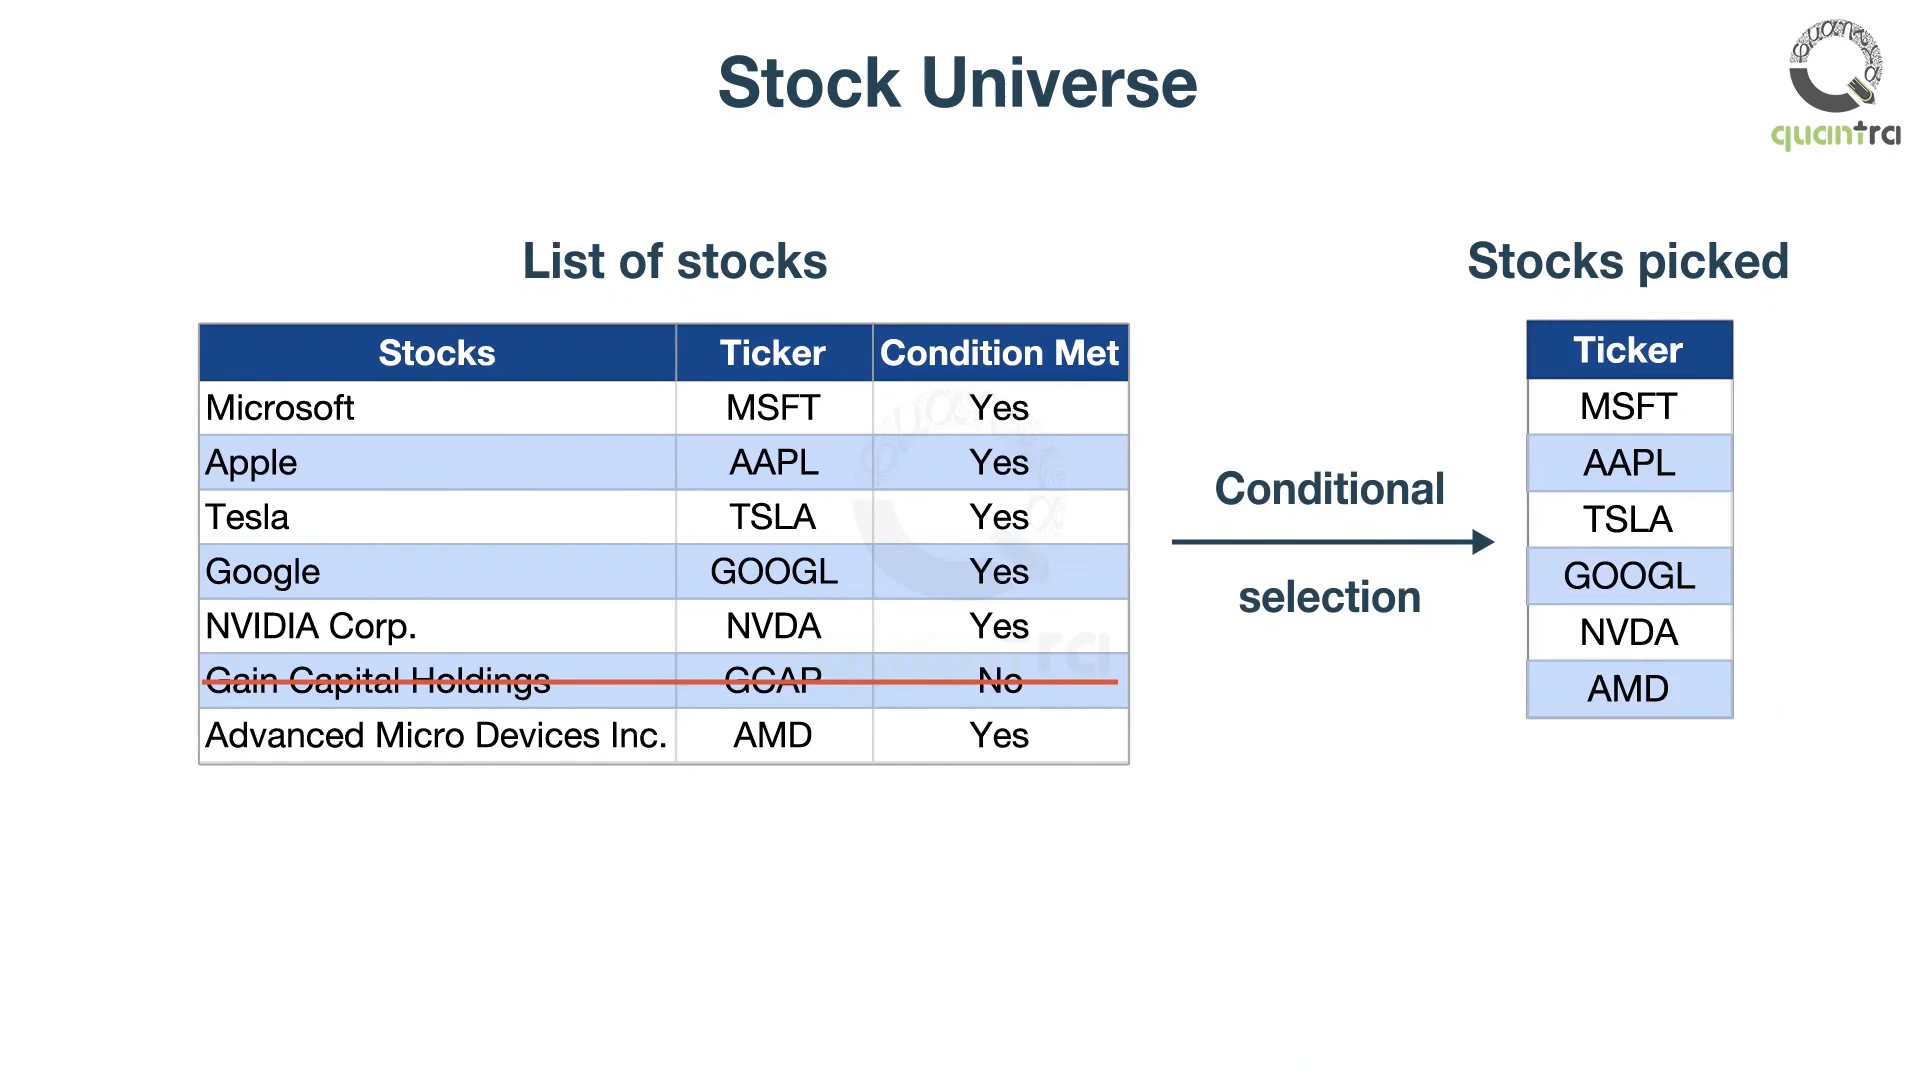 Stock Universe
quantra
List of stocks
Stocks picked
Stocks Ticker Condition Met
Microsoft MSFT Yes
Apple AAPL Yes
Tesla TSLA Yes
Google GOOGL Yes
NVIDIA Corp. NVDA Yes
Gain Capital Holdings GCAP No
Advanced Micro Devices Inc. AMD Yes
Conditional
selection
Ticker
MSFT
AAPL
TSLA
GOOGL
NVDA
AMD